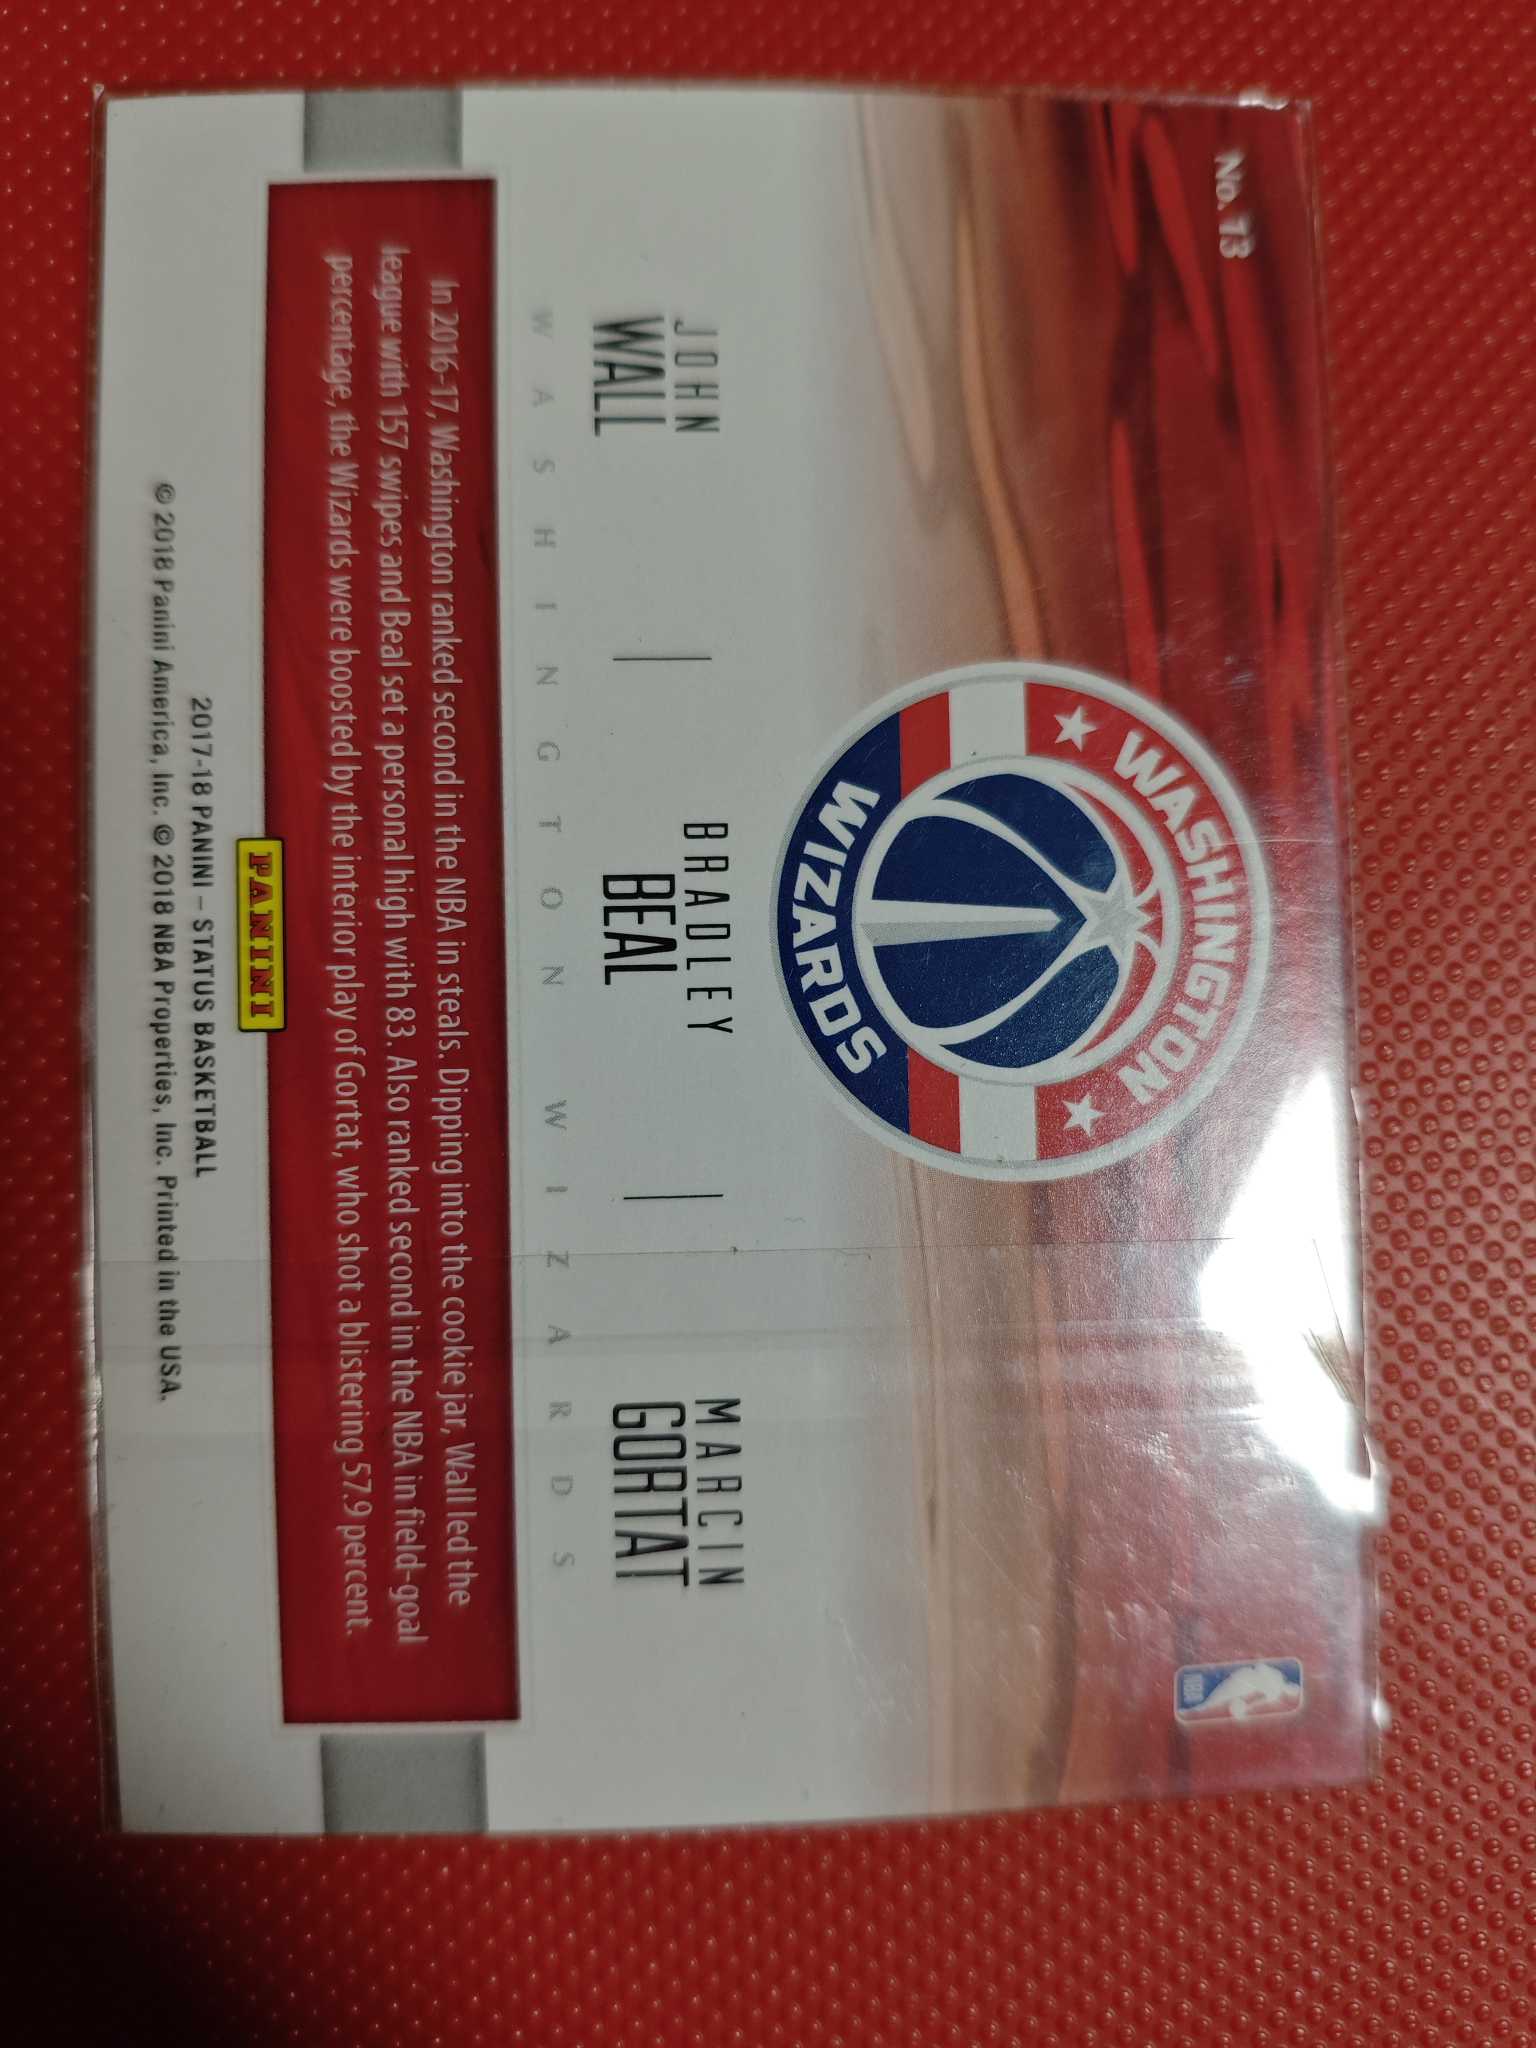 No. 73
WASHINGTON
WIZARDS
NBA
JOHN
WALL
BRADLEY
BEAL
MARCIN
GORTAT
WASHINGTON WIZARDS
In 2016-17, Washington ranked second in the NBA in steals. Dipping into the cookie jar, Wall led the
league with 157 swipes and Beal set a personal high with 83. Also ranked second in the NBA in field-goal
percentage, the Wizards were boosted by the interior play of Gortat, who shot a blistering 57.9 percent.
PANINI
2017-18 PANINI – STATUS BASKETBALL
© 2018 Panini America, Inc. © 2018 NBA Properties, Inc. Printed in the USA.